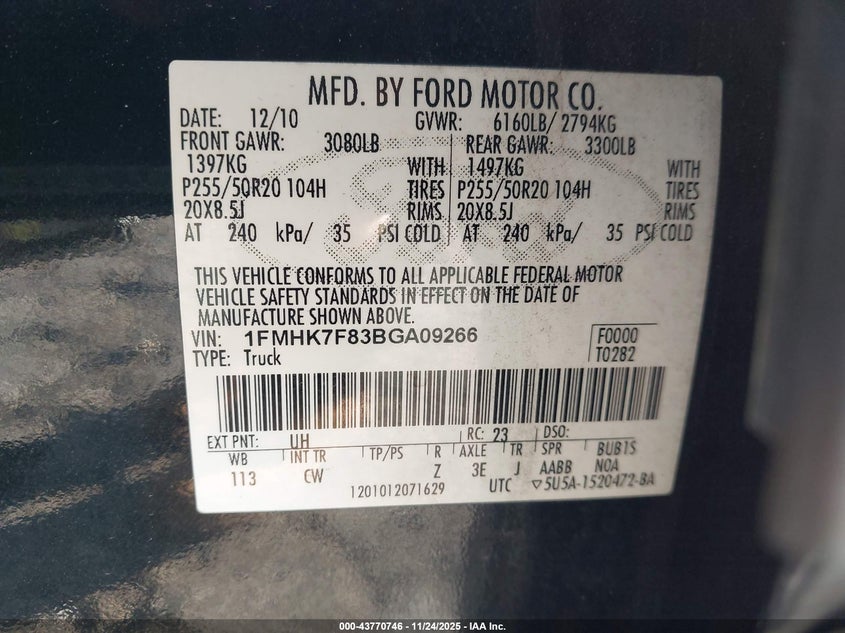 MFD. BY FORD MOTOR CO.
DATE: 12/10 GVWR: 6160LB/ 2794KG
FRONT GAWR: 3080LB REAR GAWR: 3300LB
1397KG WITH 1497KG WITH
P255/50R20 104H TIRES P255/50R20 104H TIRES
20X8.5J RIMS 20X8.5J RIMS
AT 240 kPa/ 35 PSI COLD AT 240 kPa/ 35 PSI COLD
THIS VEHICLE CONFORMS TO ALL APPLICABLE FEDERAL MOTOR
VEHICLE SAFETY STANDARDS IN EFFECT ON THE DATE OF
MANUFACTURE SHOWN ABOVE.
VIN: 1FMHK7F83BGA09266 F0000
TYPE: Truck T0282
EXT PNT: UH RC: 23 DSO:
WB INT TR TP/PS R AXLE TR SPR BUB1S
113 CW Z 3E J AABB NOA
1201012071629 UTC ▽5U5A-1520472-BA
000-43770746 - 11/24/2025 - IAA Inc.